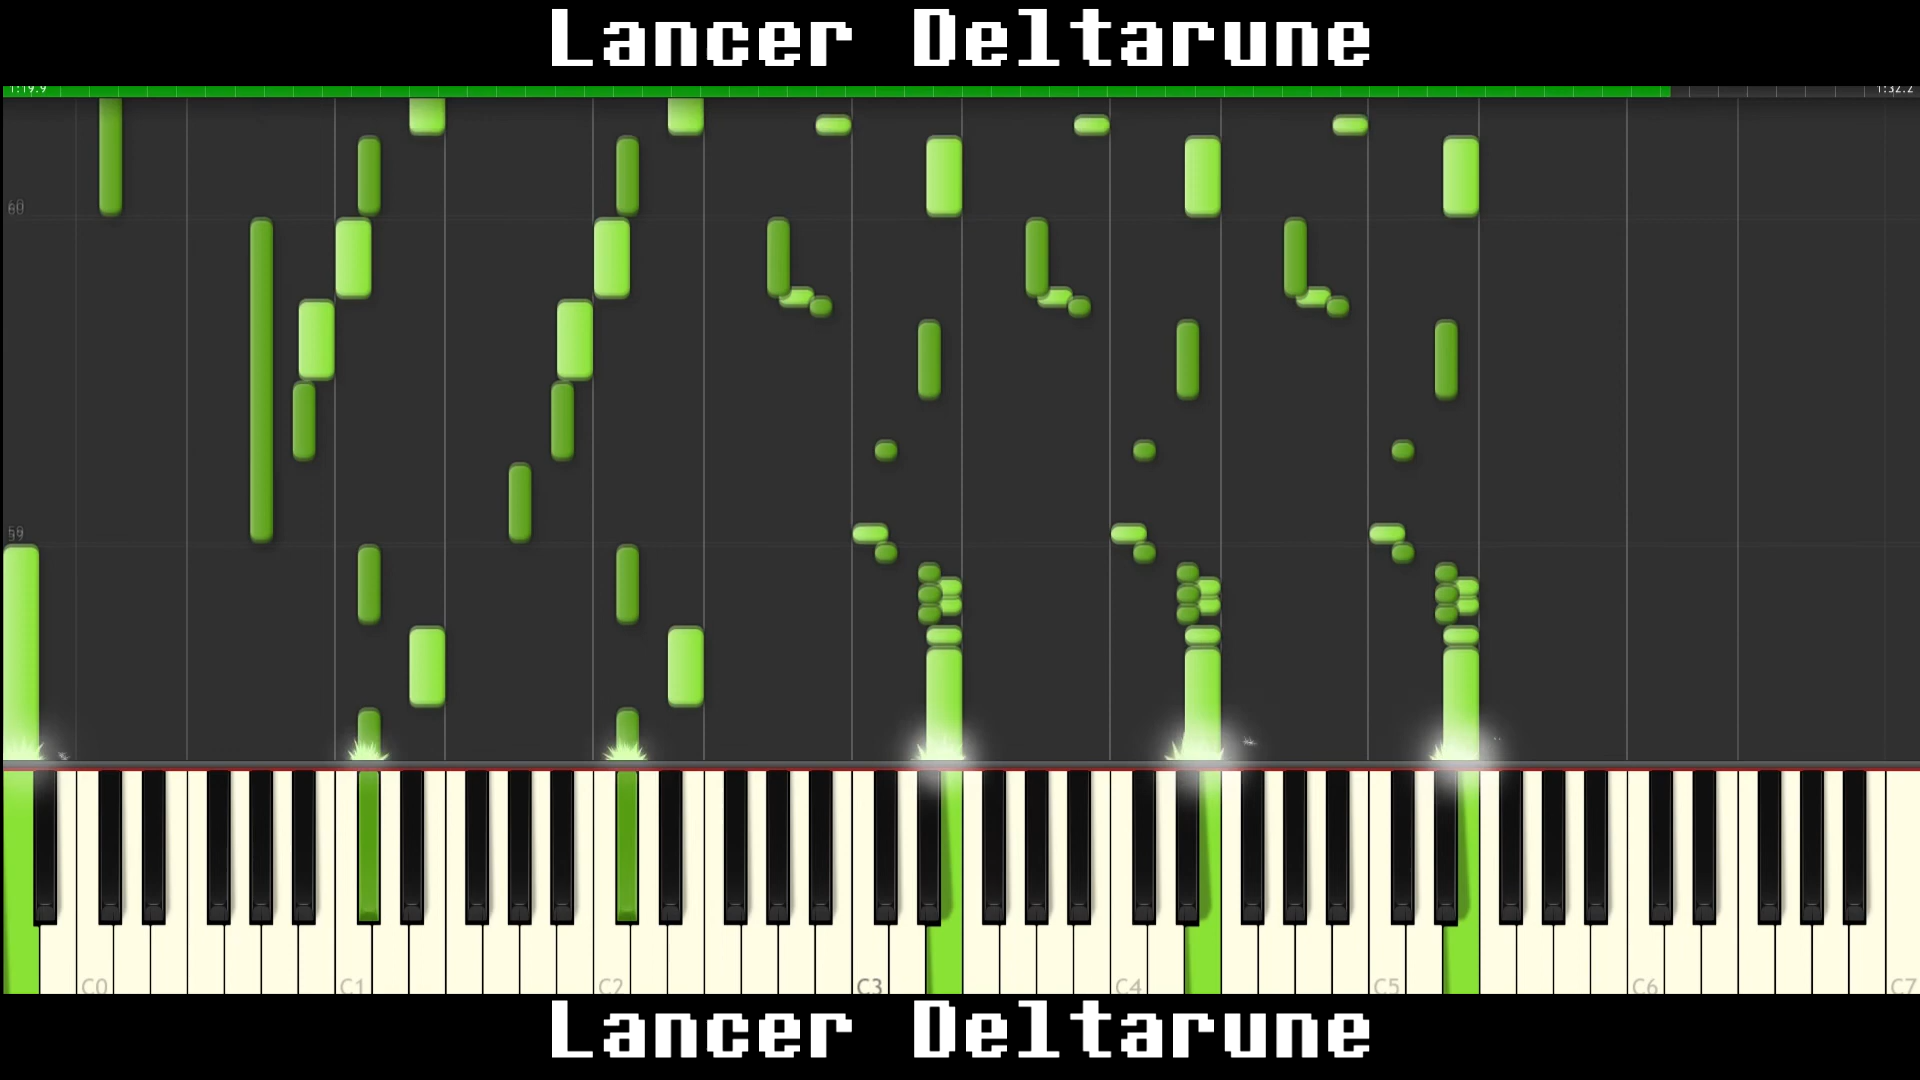 Lancer Deltarune
1:19.9 1:32.2
60
59
C0 C1 C2 C3 C4 C5 C6 C7
Lancer Deltarune